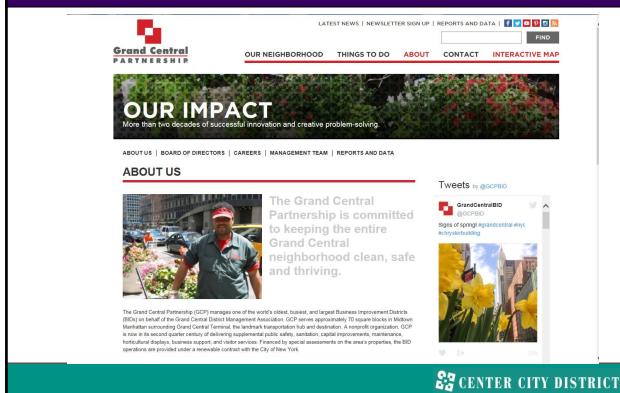 LATEST NEWS | NEWSLETTER SIGN UP | REPORTS AND DATA |
FIND
Grand Central
PARTNERSHIP
OUR NEIGHBORHOOD THINGS TO DO ABOUT CONTACT INTERACTIVE MAP
OUR IMPACT
More than two decades of successful innovation and creative problem-solving.
ABOUT US | BOARD OF DIRECTORS | CAREERS | MANAGEMENT TEAM | REPORTS AND DATA
ABOUT US
The Grand Central
Partnership is committed
to keeping the entire
Grand Central
neighborhood clean, safe
and thriving.
The Grand Central Partnership (GCP) manages one of the world's oldest, busiest, and largest Business Improvement Districts
(BIDs) on behalf of the Grand Central District Management Association. GCP serves approximately 70 square blocks in Midtown
Manhattan surrounding Grand Central Terminal, the landmark transportation hub and destination. A nonprofit organization, GCP
is now in its second quarter century of delivering supplemental public safety, sanitation, capital improvements, maintenance,
horticultural displays, business support, and visitor services. Financed by special assessments on the area's properties, the BID
operations are provided under a renewable contract with the City of New York.
Tweets by @GCPBID
GrandCentralBID
@GCPBID
Signs of spring! #grandcentral #nyc
#chryslerbuilding
CENTER CITY DISTRICT